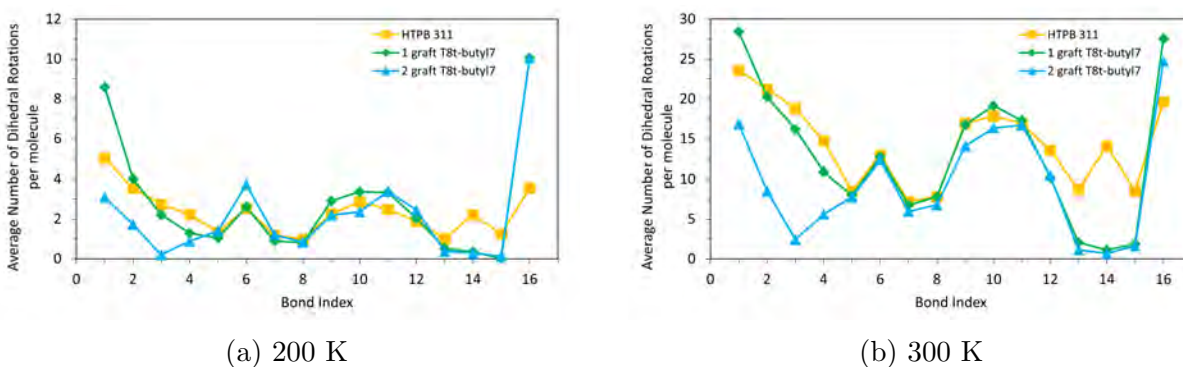 Average Number of Dihedral Rotations
per molecule
12
10
8
6
4
2
0
0 2 4 6 8 10 12 14 16
Bond Index
HTPB 311
1 graft T8t-butyl7
2 graft T8t-butyl7
(a) 200 K
Average Number of Dihedral Rotations
per molecule
30
25
20
15
10
5
0
0 2 4 6 8 10 12 14 16
Bond Index
HTPB 311
1 graft T8t-butyl7
2 graft T8t-butyl7
(b) 300 K